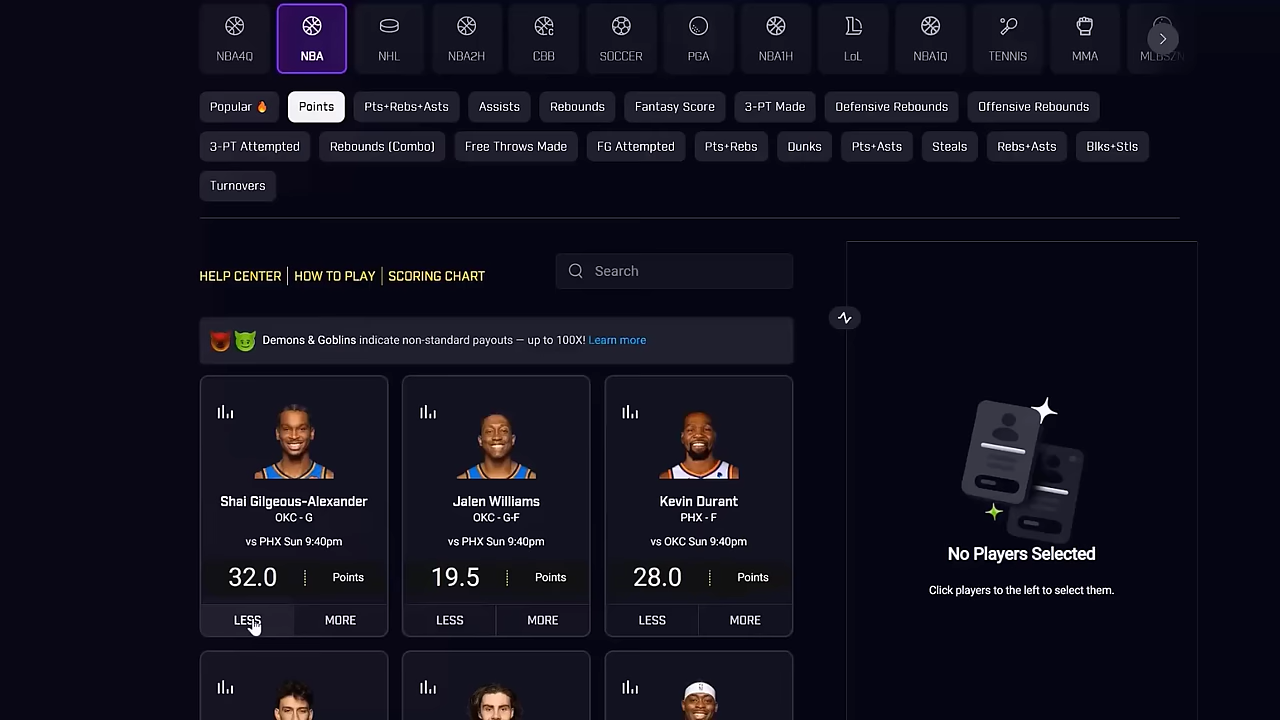 NBA4Q NBA NHL NBA2H CBB SOCCER PGA NBA1H LoL NBA1Q TENNIS MMA
Popular 🔥 Points Pts+Rebs+Asts Assists Rebounds Fantasy Score 3-PT Made Defensive Rebounds Offensive Rebounds
3-PT Attempted Rebounds (Combo) Free Throws Made FG Attempted Pts+Rebs Dunks Pts+Asts Steals Rebs+Asts Blks+Stls
Turnovers
HELP CENTER | HOW TO PLAY | SCORING CHART Search
Demons & Goblins indicate non-standard payouts — up to 100X! Learn more
Shai Gilgeous-Alexander Jalen Williams Kevin Durant
OKC - G OKC - G-F PHX - F
vs PHX Sun 9:40pm vs PHX Sun 9:40pm vs OKC Sun 9:40pm
32.0 Points 19.5 Points 28.0 Points
LESS MORE LESS MORE LESS MORE
No Players Selected
Click players to the left to select them.